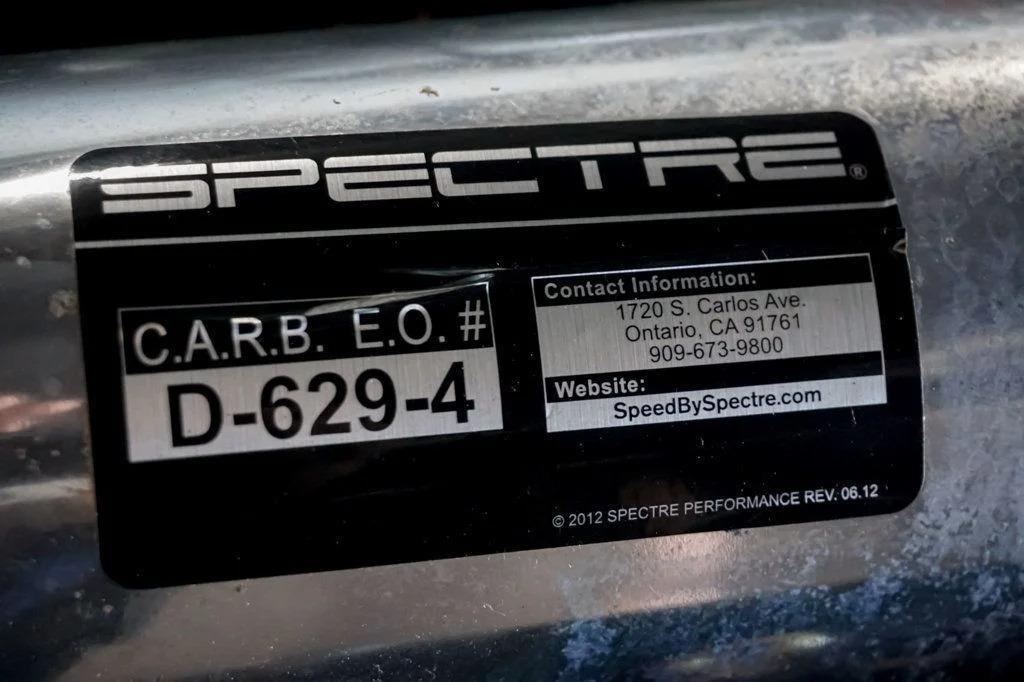 SPECTRE®
C.A.R.B. E.O. #
D-629-4
Contact Information:
1720 S. Carlos Ave.
Ontario, CA 91761
909-673-9800
Website:
SpeedBySpectre.com
© 2012 SPECTRE PERFORMANCE REV. 06.12